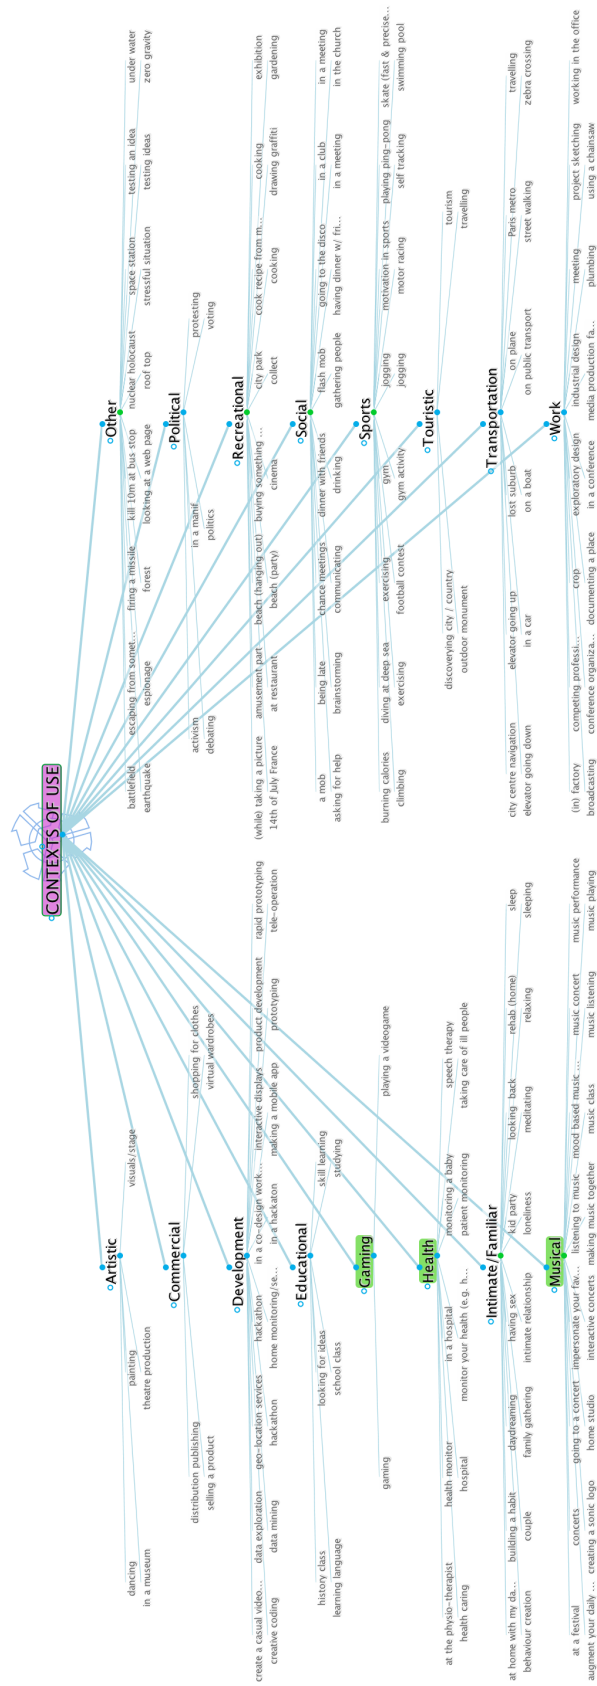 CONTEXTS OF USE
Artistic
dancing
painting
visuals/stage
in a museum
theatre production
Commercial
distribution publishing
shopping for clothes
selling a product
virtual wardrobes
Development
create a casual video...
data exploration
geo-location services
hackathon
in a co-design work...
interactive displays
product development
rapid prototyping
creative coding
data mining
hackathon
home monitoring/se...
in a hackaton
making a mobile app
prototyping
tele-operation
Educational
history class
looking for ideas
skill learning
learning language
school class
studying
Gaming
gaming
playing a videogame
Health
at the physio-therapist
health monitor
in a hospital
monitoring a baby
speech therapy
health caring
hospital
monitor your health (e.g. h...
patient monitoring
taking care of ill people
Intimate/Familiar
at home with my da...
building a habit
daydreaming
having sex
kid party
looking back
rehab (home)
sleep
behaviour creation
couple
family gathering
intimate relationship
loneliness
meditating
relaxing
sleeping
Musical
at a festival
concerts
going to a concert
impersonate your fav...
listening to music
mood based music ...
music concert
music performance
augment your daily ...
creating a sonic logo
home studio
interactive concerts
making music together
music class
music listening
music playing
Other
battlefield
escaping from somet...
firing a missile
kill 10m at bus stop
nuclear holocaust
space station
testing an idea
under water
earthquake
espionage
forest
looking at a web page
roof top
stressful situation
testing ideas
zero gravity
Political
activism
in a manif
protesting
debating
politics
voting
Recreational
(while) taking a picture
amusement part
beach (hanging out)
buying something ...
city park
cook recipe from m...
cooking
exhibition
14th of July France
at restaurant
beach (party)
cinema
collect
cooking
drawing graffiti
gardening
Social
a mob
being late
chance meetings
dinner with friends
flash mob
going to the disco
in a club
in a meeting
asking for help
brainstorming
communicating
drinking
gathering people
having dinner w/ fri...
in a meeting
in the church
Sports
burning calories
diving at deep sea
exercising
gym
jogging
motivation in sports
playing ping-pong
skate (fast & precise...
climbing
exercising
football contest
gym activity
jogging
motor racing
self tracking
swimming pool
Touristic
discoverying city / country
tourism
outdoor monument
travelling
Transportation
city centre navigation
elevator going up
lost suburb
on plane
Paris metro
travelling
elevator going down
in a car
on a boat
on public transport
street walking
zebra crossing
Work
(in) factory
competing professi...
crop
exploratory design
industrial design
meeting
project sketching
working in the office
broadcasting
conference organiza...
documenting a place
in a conference
media production fa...
plumbing
using a chainsaw